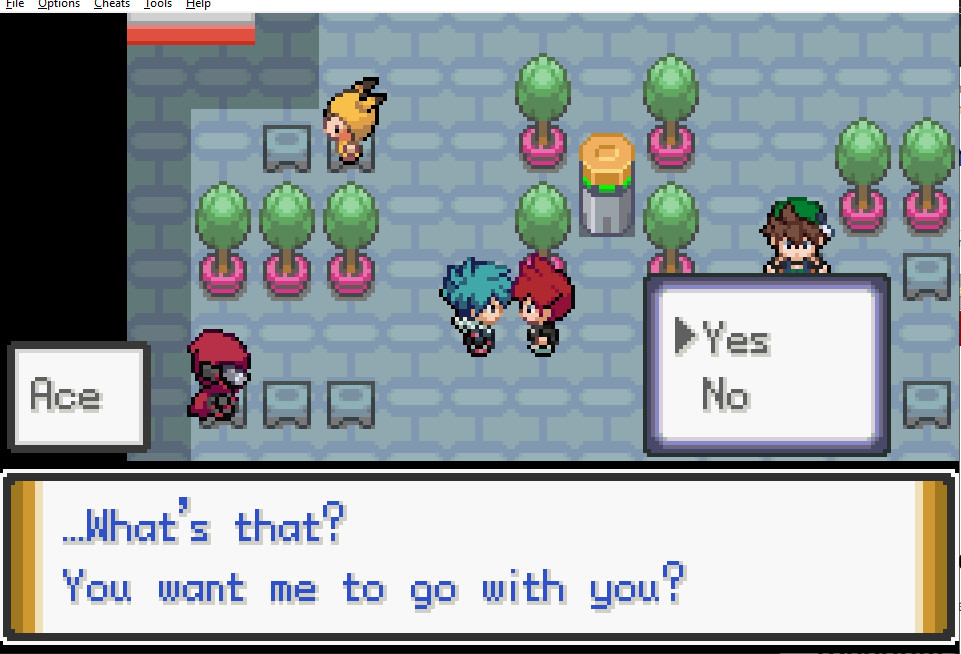 File Options Cheats Tools Help
Yes
No
Ace
...What's that?
You want me to go with you?